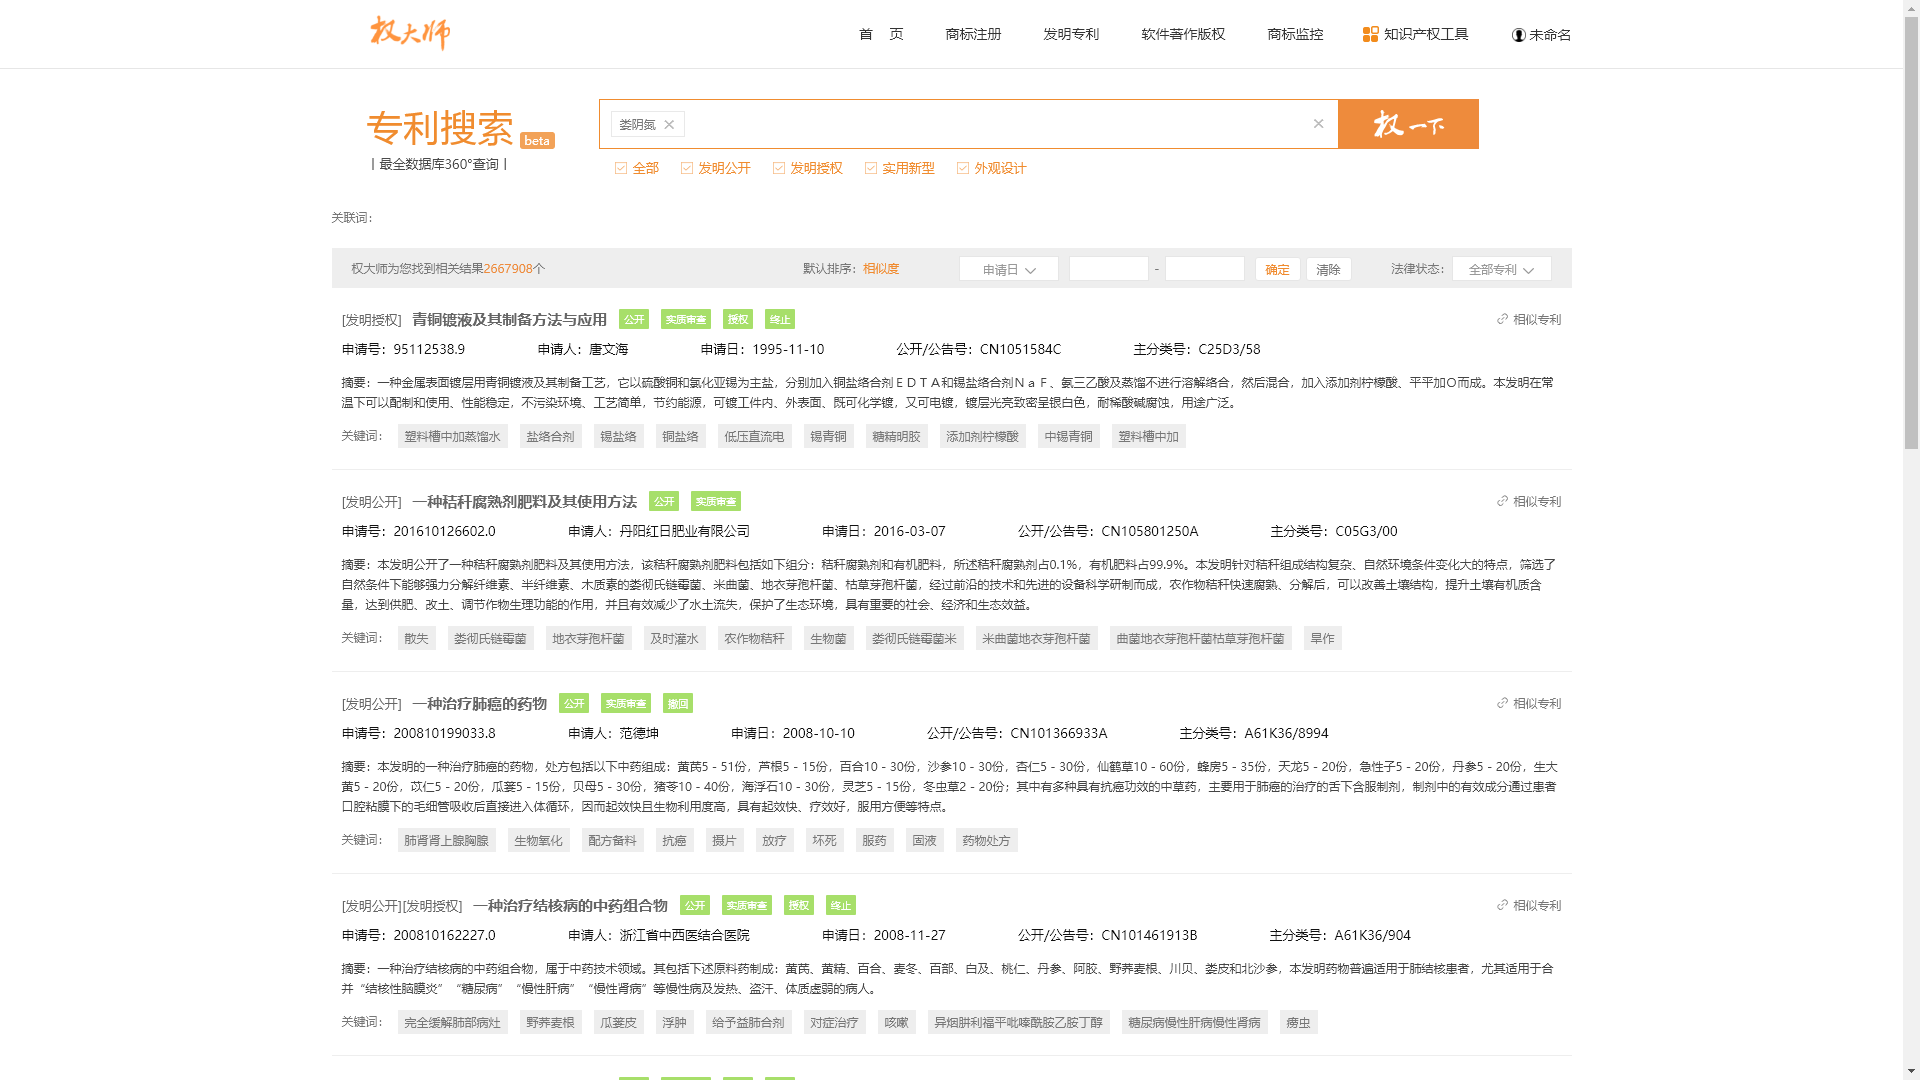 权大师
首 页 商标注册 发明专利 软件著作版权 商标监控 知识产权工具 未命名
专利搜索 beta
丨最全数据库360°查询丨
娄阴氮 × × 权一下
全部 发明公开 发明授权 实用新型 外观设计
关联词：
权大师为您找到相关结果2667908个 默认排序：相似度 申请日 - 确定 清除 法律状态： 全部专利
[发明授权] 青铜镀液及其制备方法与应用 公开 实质审查 授权 终止 相似专利
申请号：95112538.9 申请人：唐文海 申请日：1995-11-10 公开/公告号：CN1051584C 主分类号：C25D3/58
摘要：一种金属表面镀层用青铜镀液及其制备工艺，它以硫酸铜和氯化亚锡为主盐，分别加入铜盐络合剂ＥＤＴＡ和锡盐络合剂ＮａＦ、氨三乙酸及蒸馏不进行溶解络合，然后混合，加入添加剂柠檬酸、平平加Ｏ而成。本发明在常
温下可以配制和使用、性能稳定，不污染环境、工艺简单，节约能源，可镀工件内、外表面、既可化学镀，又可电镀，镀层光亮致密呈银白色，耐稀酸碱腐蚀，用途广泛。
关键词： 塑料槽中加蒸馏水 盐络合剂 锡盐络 铜盐络 低压直流电 锡青铜 糖精明胶 添加剂柠檬酸 中锡青铜 塑料槽中加
[发明公开] 一种秸秆腐熟剂肥料及其使用方法 公开 实质审查 相似专利
申请号：201610126602.0 申请人：丹阳红日肥业有限公司 申请日：2016-03-07 公开/公告号：CN105801250A 主分类号：C05G3/00
摘要：本发明公开了一种秸秆腐熟剂肥料及其使用方法，该秸秆腐熟剂肥料包括如下组分：秸秆腐熟剂和有机肥料，所述秸秆腐熟剂占0.1%，有机肥料占99.9%。本发明针对秸秆组成结构复杂、自然环境条件变化大的特点，筛选了
自然条件下能够强力分解纤维素、半纤维素、木质素的娄彻氏链霉菌、米曲菌、地衣芽孢杆菌、枯草芽孢杆菌，经过前沿的技术和先进的设备科学研制而成，农作物秸秆快速腐熟、分解后，可以改善土壤结构，提升土壤有机质含
量，达到供肥、改土、调节作物生理功能的作用，并且有效减少了水土流失，保护了生态环境，具有重要的社会、经济和生态效益。
关键词： 散失 娄彻氏链霉菌 地衣芽孢杆菌 及时灌水 农作物秸秆 生物菌 娄彻氏链霉菌米 米曲菌地衣芽孢杆菌 曲菌地衣芽孢杆菌枯草芽孢杆菌 旱作
[发明公开] 一种治疗肺癌的药物 公开 实质审查 撤回 相似专利
申请号：200810199033.8 申请人：范德坤 申请日：2008-10-10 公开/公告号：CN101366933A 主分类号：A61K36/8994
摘要：本发明的一种治疗肺癌的药物，处方包括以下中药组成：黄芪5－51份，芦根5－15份，百合10－30份，沙参10－30份，杏仁5－30份，仙鹤草10－60份，蜂房5－35份，天龙5－20份，急性子5－20份，丹参5－20份，生大
黄5－20份，苡仁5－20份，瓜蒌5－15份，贝母5－30份，猪苓10－40份，海浮石10－30份，灵芝5－15份，冬虫草2－20份；其中有多种具有抗癌功效的中草药，主要用于肺癌的治疗的舌下含服制剂，制剂中的有效成分通过患者
口腔粘膜下的毛细管吸收后直接进入体循环，因而起效快且生物利用度高，具有起效快、疗效好，服用方便等特点。
关键词： 肺肾肾上腺胸腺 生物氧化 配方备料 抗癌 摄片 放疗 坏死 服药 固液 药物处方
[发明公开][发明授权] 一种治疗结核病的中药组合物 公开 实质审查 授权 终止 相似专利
申请号：200810162227.0 申请人：浙江省中西医结合医院 申请日：2008-11-27 公开/公告号：CN101461913B 主分类号：A61K36/904
摘要：一种治疗结核病的中药组合物，属于中药技术领域。其包括下述原料药制成：黄芪、黄精、百合、麦冬、百部、白及、桃仁、丹参、阿胶、野荞麦根、川贝、娄皮和北沙参，本发明药物普遍适用于肺结核患者，尤其适用于合
并“结核性脑膜炎”“糖尿病”“慢性肝病”“慢性肾病”等慢性病及发热、盗汗、体质虚弱的病人。
关键词： 完全缓解肺部病灶 野荞麦根 瓜蒌皮 浮肿 给予益肺合剂 对症治疗 咳嗽 异烟肼利福平吡嗪酰胺乙胺丁醇 糖尿病慢性肝病慢性肾病 痨虫